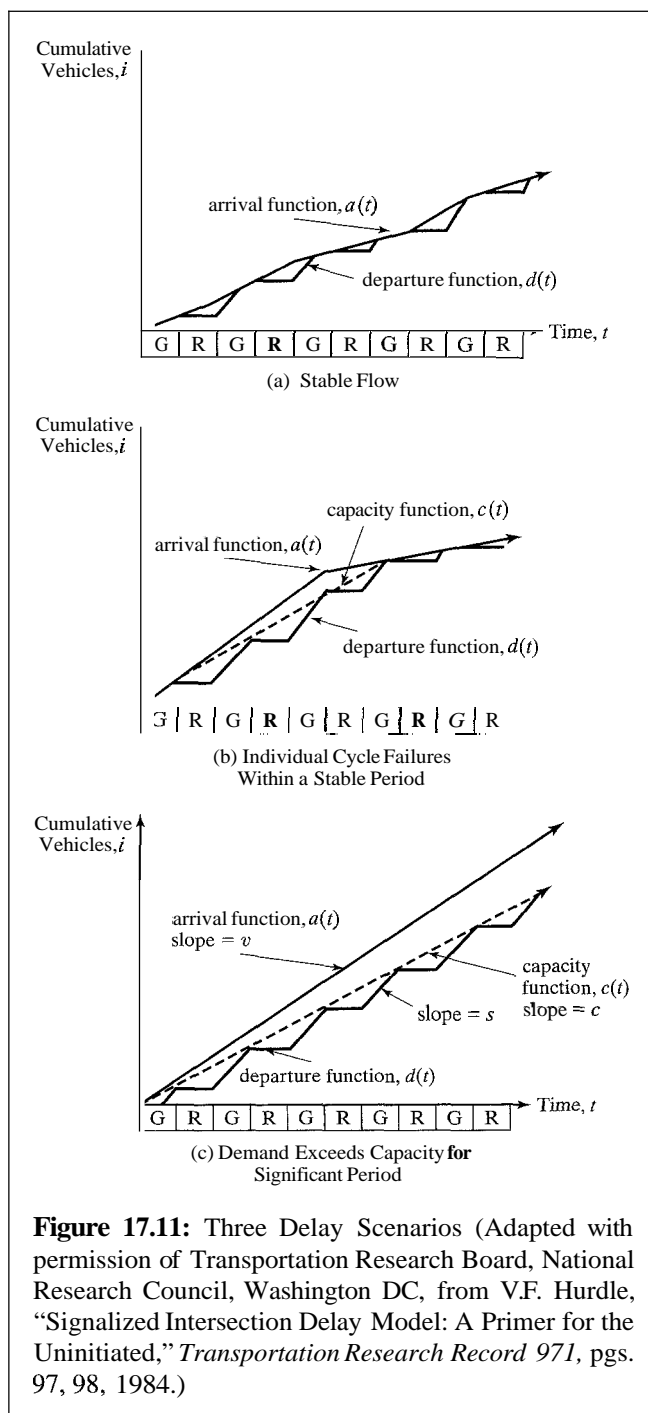 Cumulative
Vehicles, i
arrival function, a(t)
departure function, d(t)
Time, t
G R G R G R G R G R
(a) Stable Flow
Cumulative
Vehicles, i
capacity function, c(t)
arrival function, a(t)
departure function, d(t)
G R G R G R G R G R
(b) Individual Cycle Failures
Within a Stable Period
Cumulative
Vehicles, i
arrival function, a(t)
slope = v
capacity
function, c(t)
slope = c
slope = s
departure function, d(t)
Time, t
G R G R G R G R G R
(c) Demand Exceeds Capacity for
Significant Period
Figure 17.11: Three Delay Scenarios (Adapted with
permission of Transportation Research Board, National
Research Council, Washington DC, from V.F. Hurdle,
“Signalized Intersection Delay Model: A Primer for the
Uninitiated,” Transportation Research Record 971, pgs.
97, 98, 1984.)